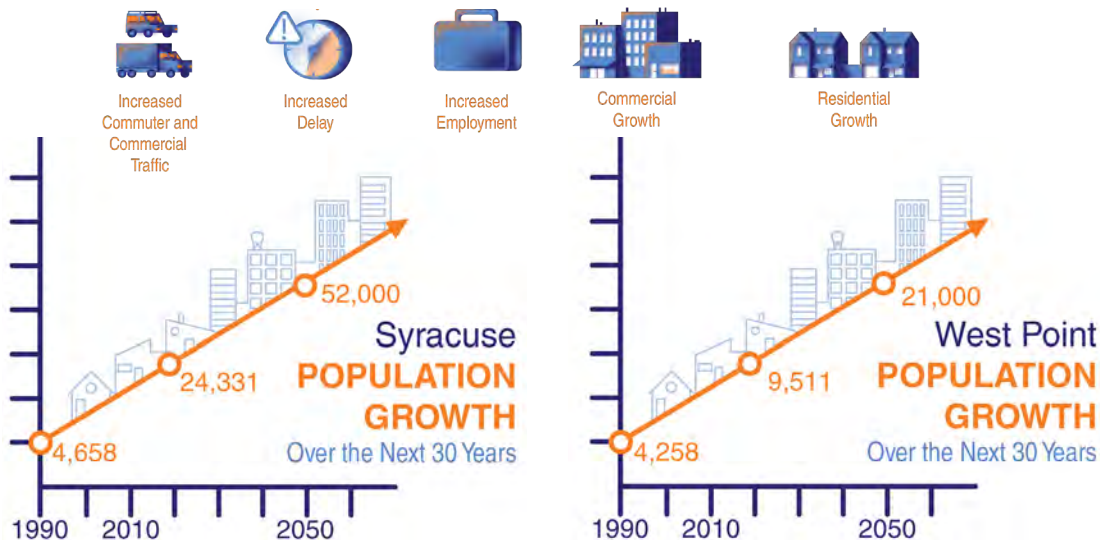 Increased
Commuter and
Commercial
Traffic
Increased
Delay
Increased
Employment
Commercial
Growth
Residential
Growth
52,000
24,331
4,658
Syracuse
POPULATION
GROWTH
Over the Next 30 Years
1990 2010 2050
21,000
9,511
4,258
West Point
POPULATION
GROWTH
Over the Next 30 Years
1990 2010 2050